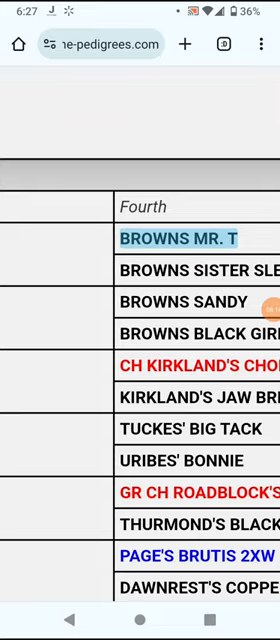 6:27 J 36%
ne-pedigrees.com :D
Fourth
BROWNS MR. T
BROWNS SISTER SLE
BROWNS SANDY
BROWNS BLACK GIRL
CH KIRKLAND'S CHO
KIRKLAND'S JAW BR
TUCKES' BIG TACK
URIBES' BONNIE
GR CH ROADBLOCK'S
THURMOND'S BLACK
PAGE'S BRUTIS 2XW
DAWNREST'S COPPE